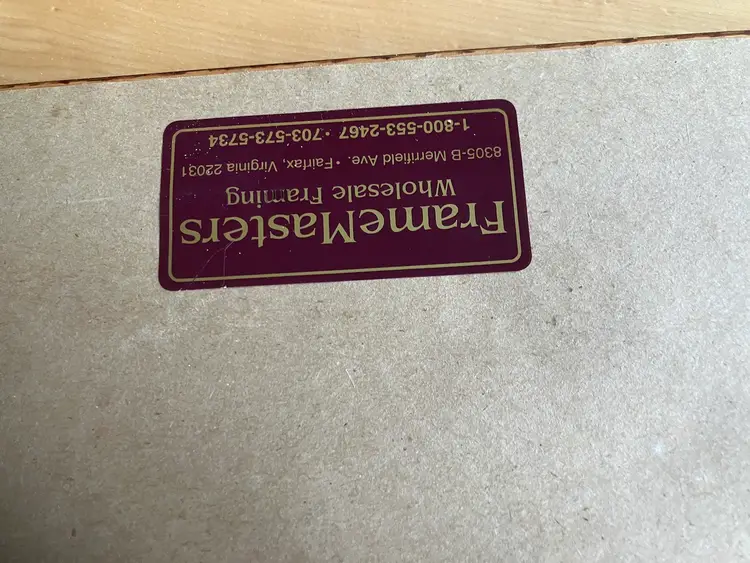 FrameMasters
Wholesale Framing
8305-B Merrifield Ave. • Fairfax, Virginia 22031
1-800-553-2467 • 703-573-5734